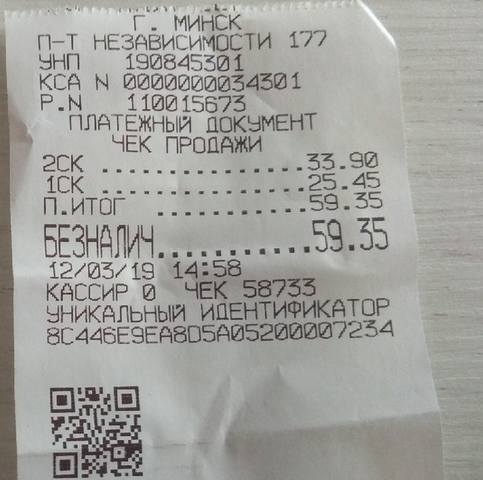 Г. МИНСК
П-Т НЕЗАВИСИМОСТИ 177
УНП 190845301
КСА N 0000000034301
Р.N 110015673
ПЛАТЕЖНЫЙ ДОКУМЕНТ
ЧЕК ПРОДАЖИ
2СК ...............33.90
1СК ...............25.45
П.ИТОГ ...........59.35
БЕЗНАЛИЧ...........59.35
12/03/19 14:58
КАССИР 0 ЧЕК 58733
УНИКАЛЬНЫЙ ИДЕНТИФИКАТОР
8C446E9EA8D5A05200007234